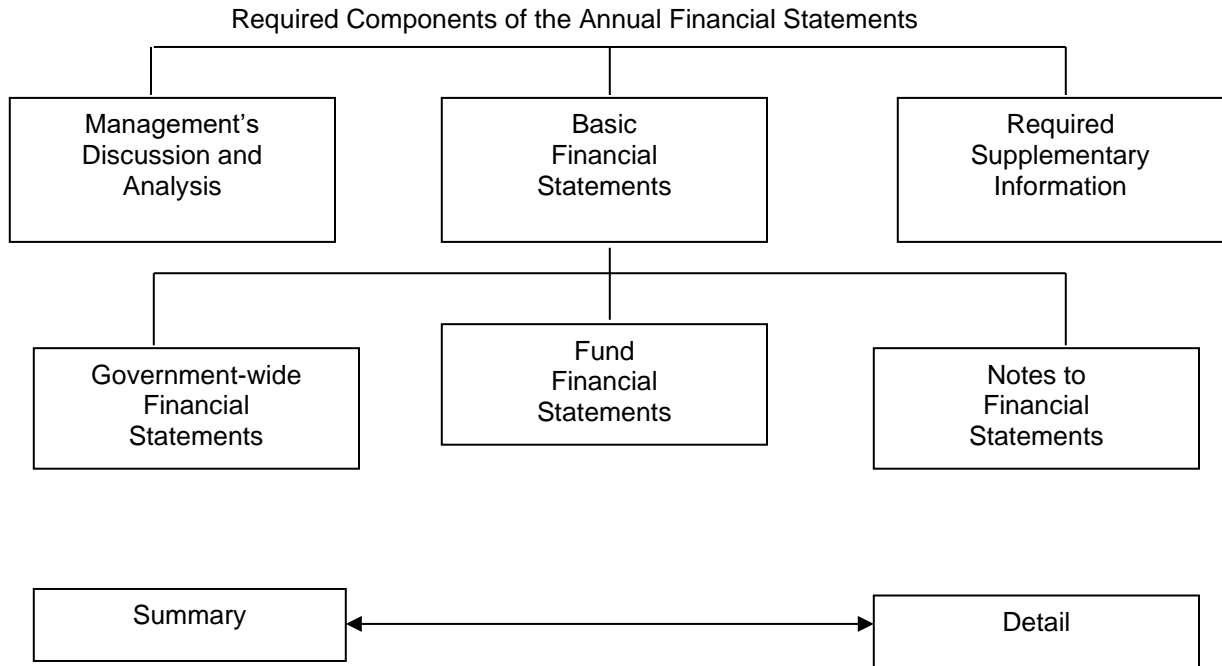 Required Components of the Annual Financial Statements
Management’s
Discussion and
Analysis
Basic
Financial
Statements
Required
Supplementary
Information
Government-wide
Financial
Statements
Fund
Financial
Statements
Notes to
Financial
Statements
Summary
Detail